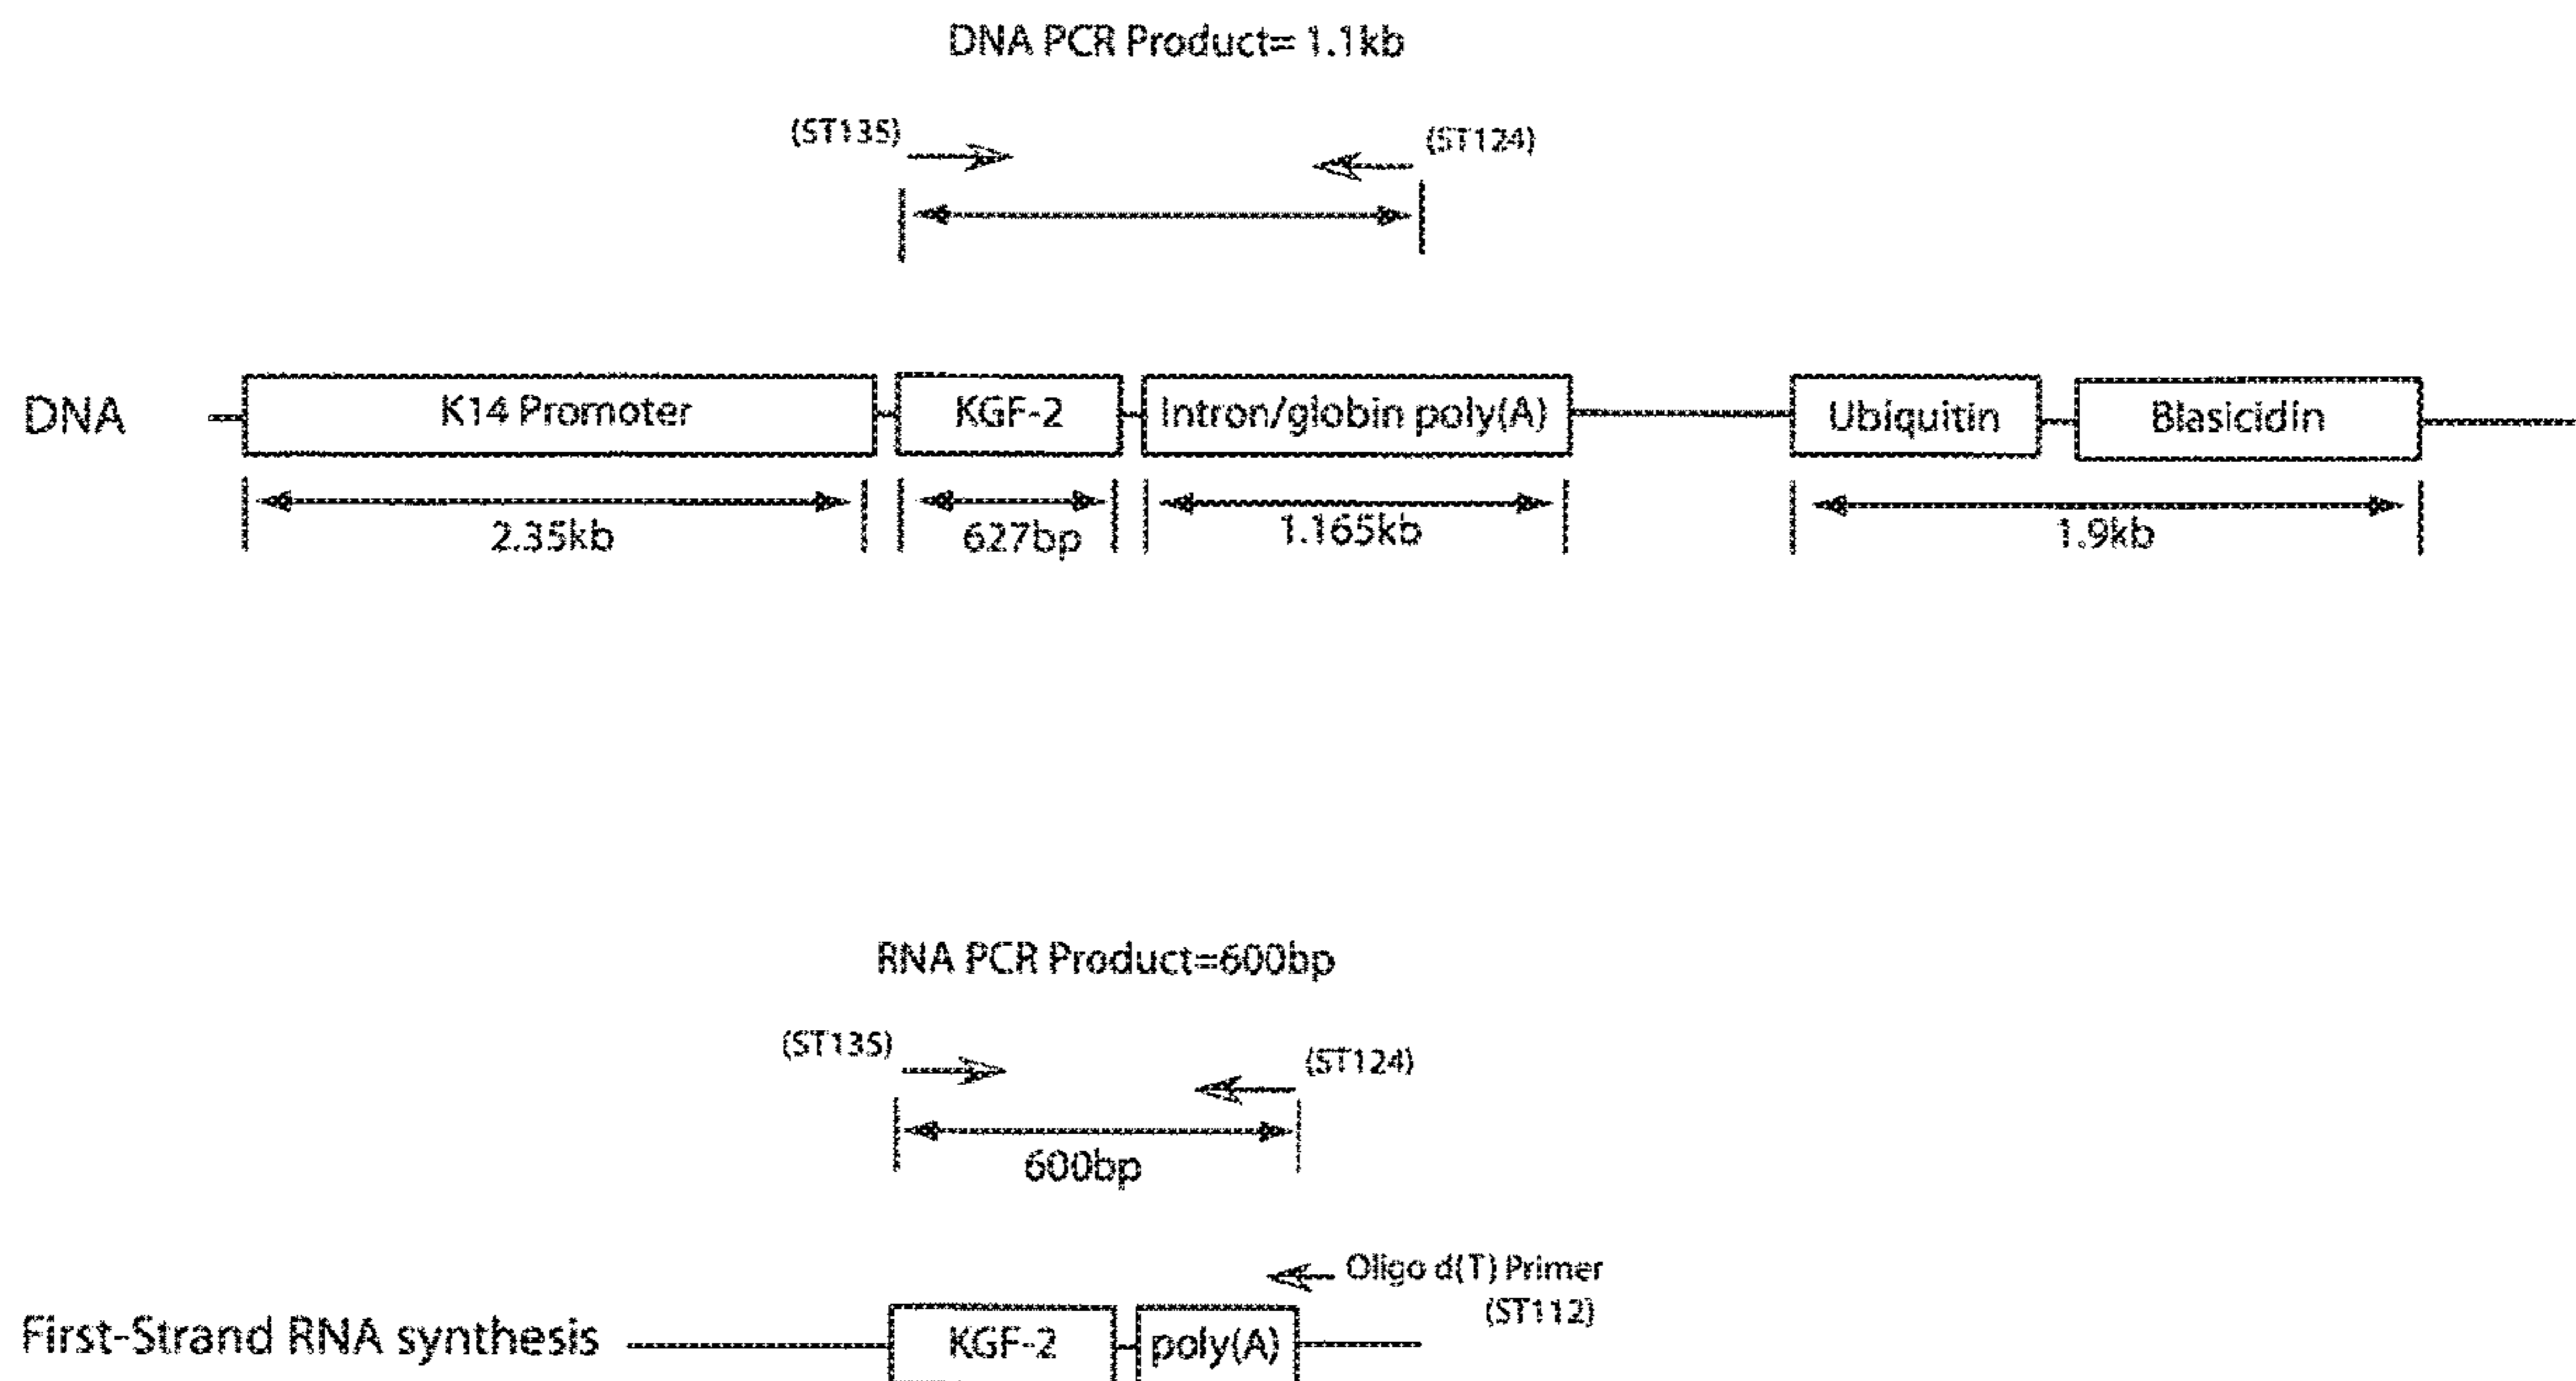 DNA PCR Product= 1.1kb
(ST135)
(ST124)
DNA
K14 Promoter
KGF-2
Intron/globin poly(A)
Ubiquitin
Blasicidin
2.35kb
627bp
1.165kb
1.9kb
RNA PCR Product=600bp
(ST135)
(ST124)
600bp
Oligo d(T) Primer
(ST112)
First-Strand RNA synthesis
KGF-2
poly(A)